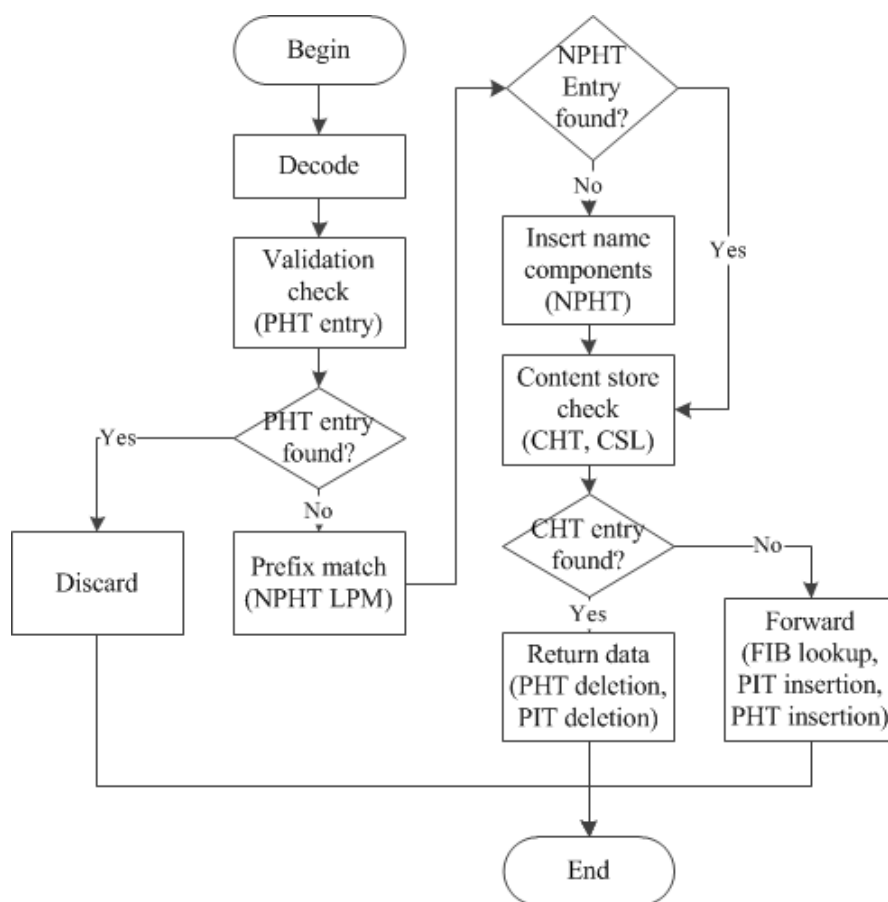 Begin
Decode
Validation
check
(PHT entry)
PHT entry
found?
Yes
No
Discard
Prefix match
(NPHT LPM)
NPHT
Entry
found?
No
Yes
Insert name
components
(NPHT)
Content store
check
(CHT, CSL)
CHT entry
found?
No
Yes
Return data
(PHT deletion,
PIT deletion)
Forward
(FIB lookup,
PIT insertion,
PHT insertion)
End